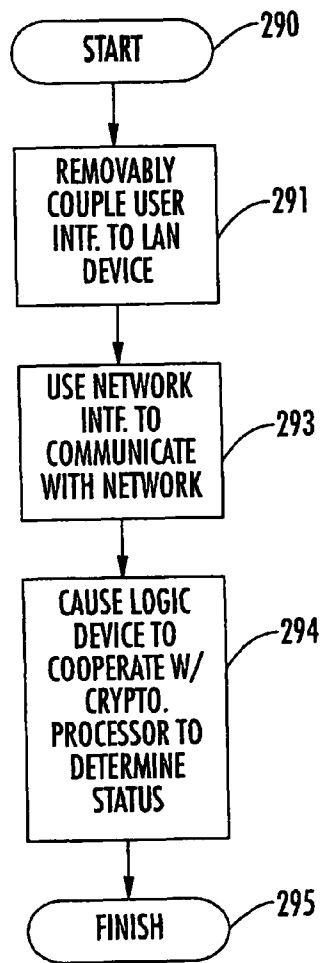 START
290
REMOVABLY
COUPLE USER
INTF. TO LAN
DEVICE
291
USE NETWORK
INTF. TO
COMMUNICATE
WITH NETWORK
293
CAUSE LOGIC
DEVICE TO
COOPERATE W/
CRYPTO.
PROCESSOR TO
DETERMINE
STATUS
294
FINISH
295